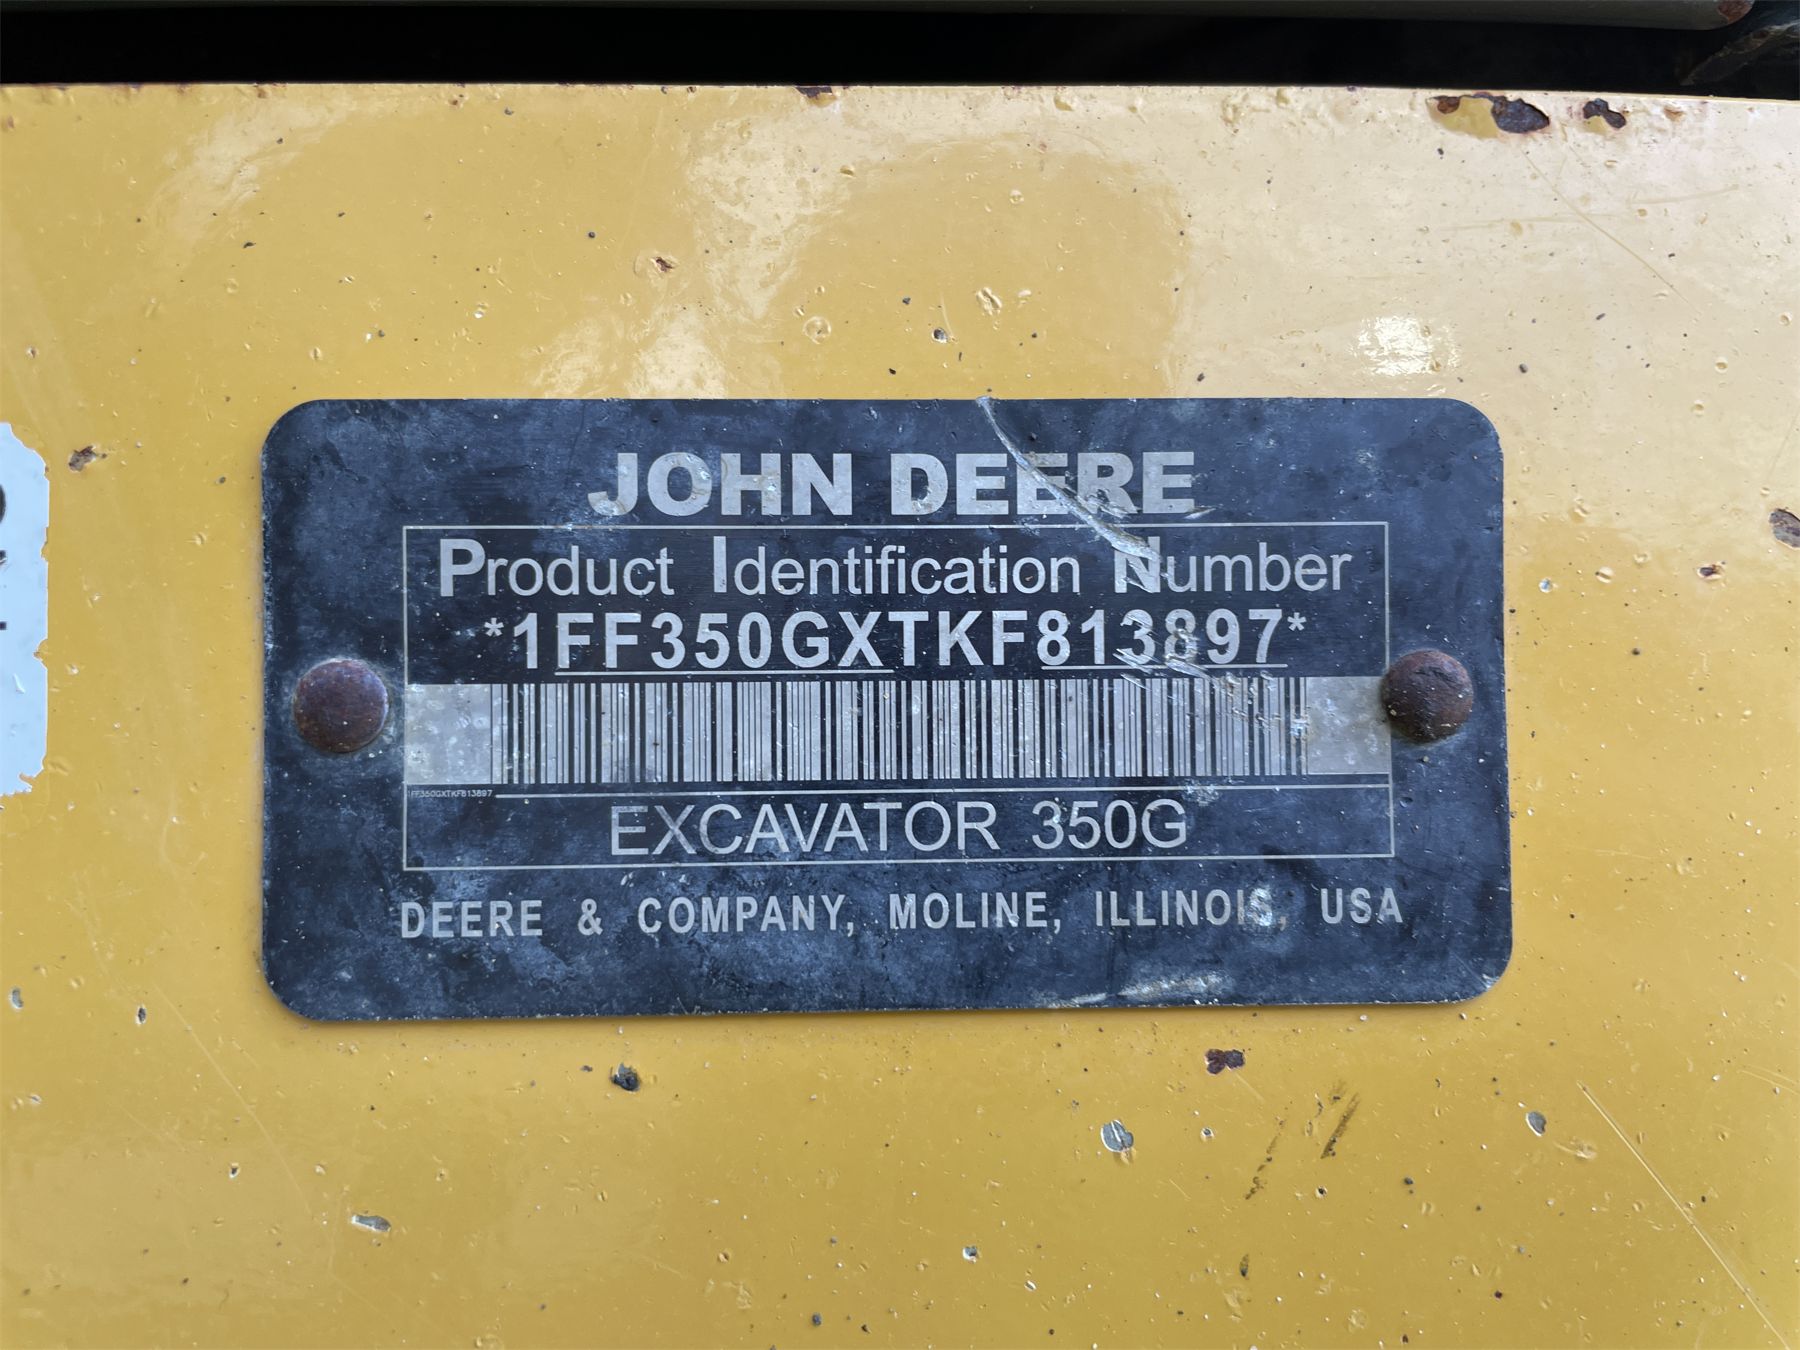 JOHN DEERE
Product Identification Number
*1FF350GXTKF813897*
1FF350GXTKF813897
EXCAVATOR 350G
DEERE & COMPANY, MOLINE, ILLINOIS, USA